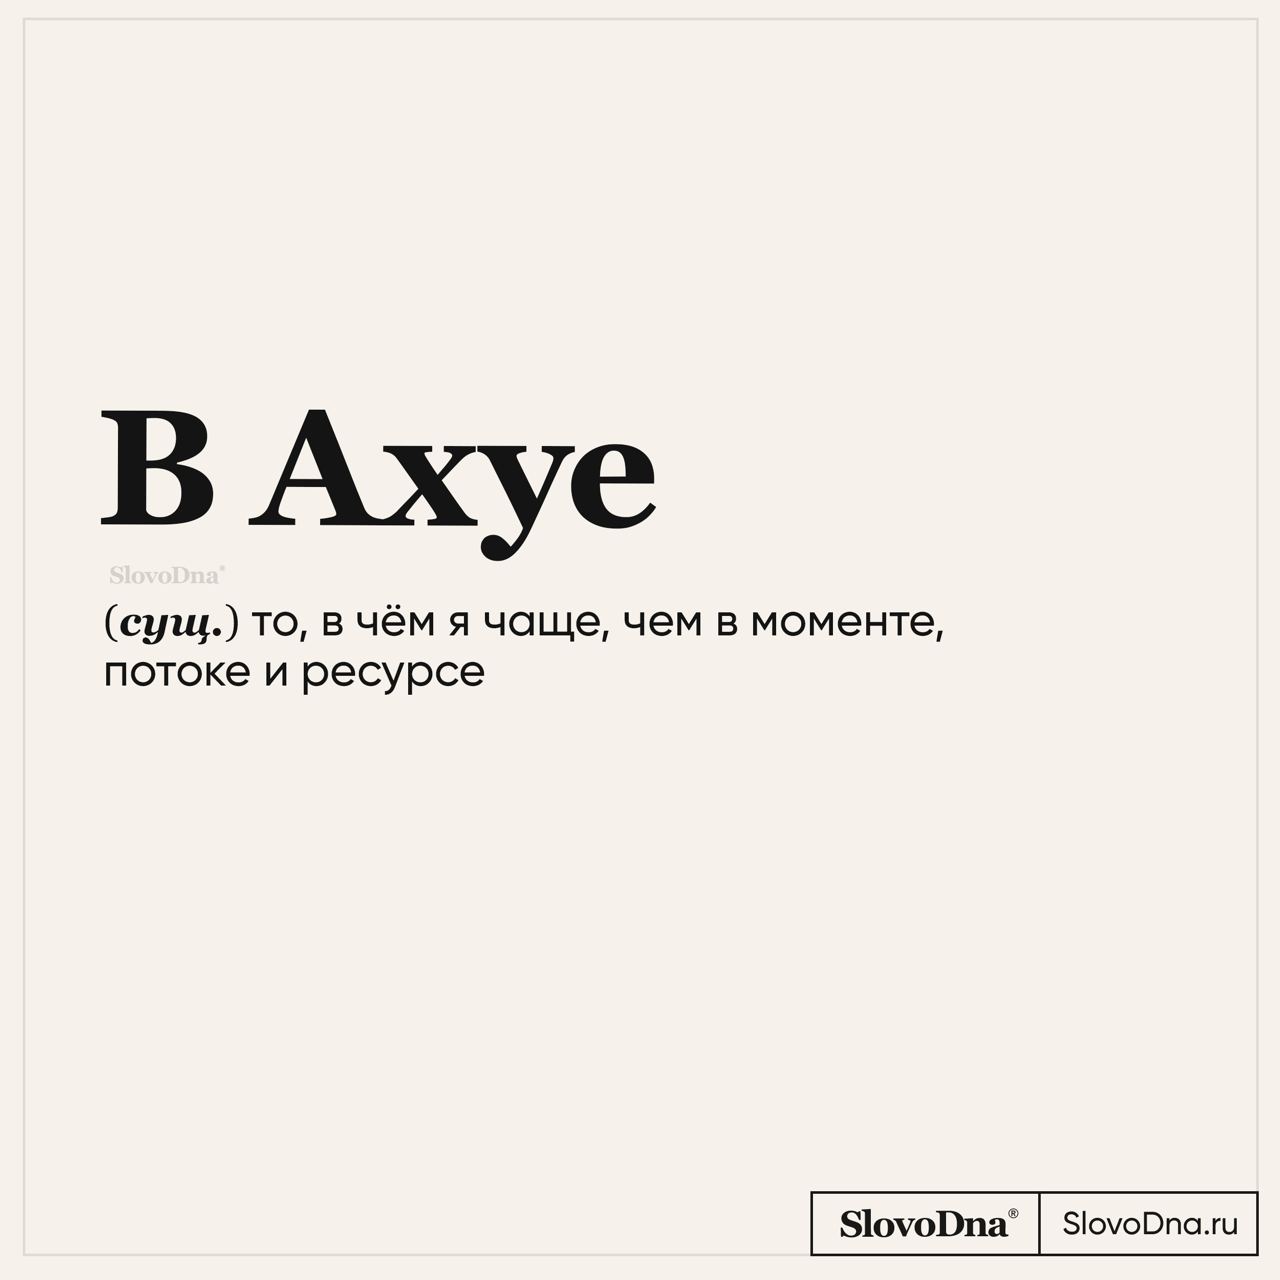 В Ахуе
SlovoDna®
(сущ.) то, в чём я чаще, чем в моменте,
потоке и ресурсе
SlovoDna® SlovoDna.ru